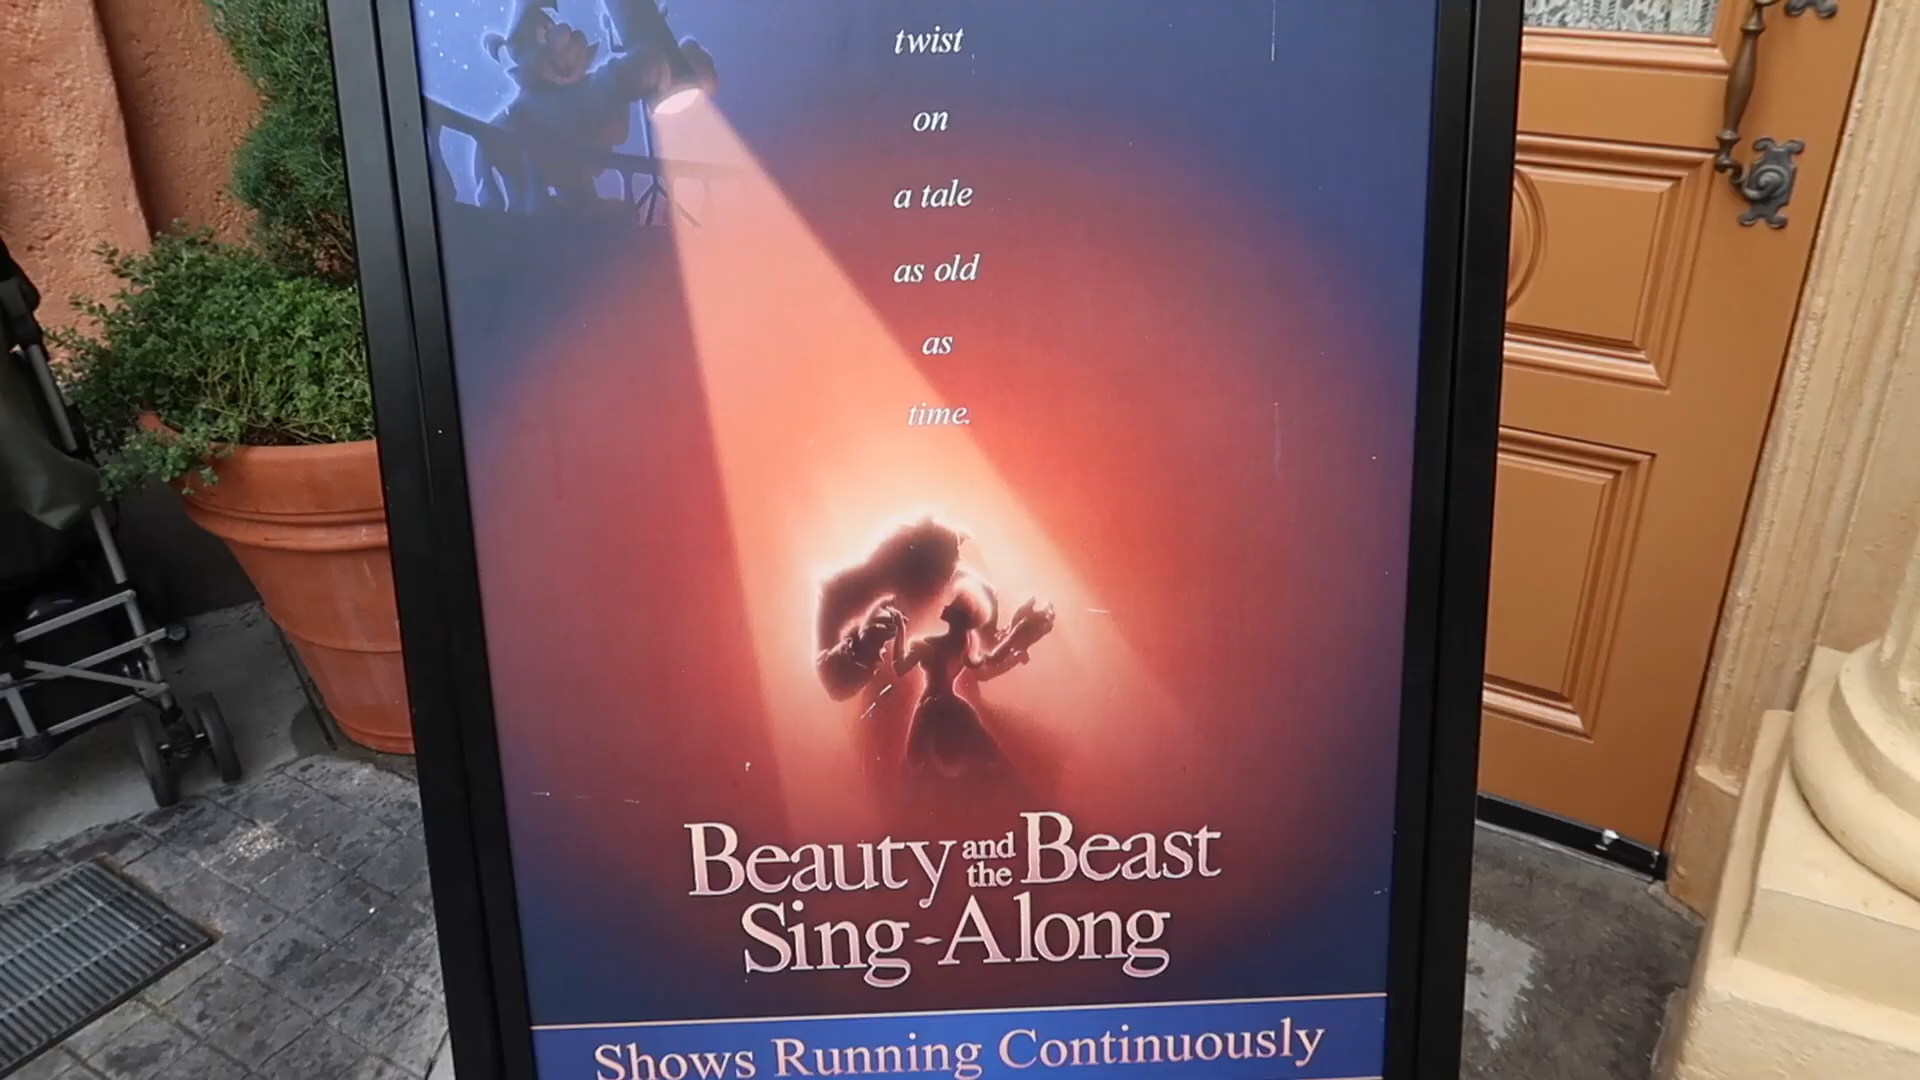 twist
on
a tale
as old
as
time.
Beauty and the Beast
Sing-Along
Shows Running Continuously